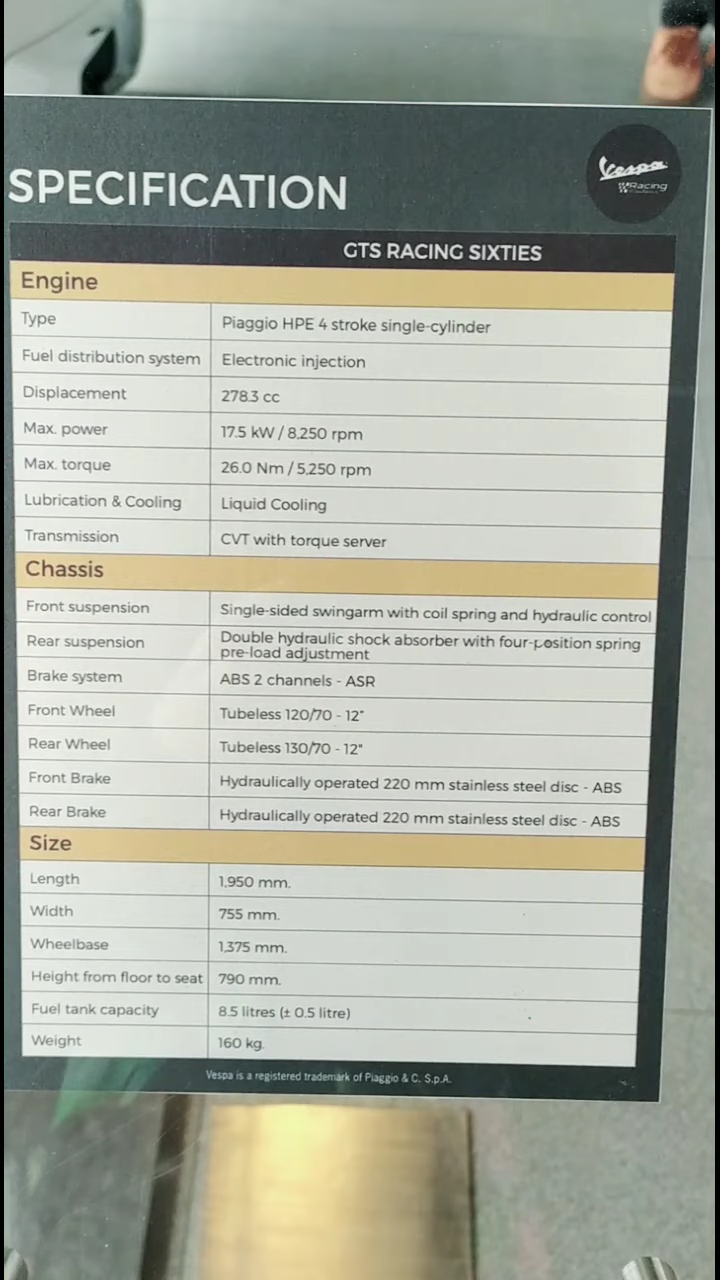 Vespa
Racing
SPECIFICATION
GTS RACING SIXTIES
Engine
Type Piaggio HPE 4 stroke single-cylinder
Fuel distribution system Electronic injection
Displacement 278.3 cc
Max. power 17.5 kW / 8,250 rpm
Max. torque 26.0 Nm / 5,250 rpm
Lubrication & Cooling Liquid Cooling
Transmission CVT with torque server
Chassis
Front suspension Single-sided swingarm with coil spring and hydraulic control
Rear suspension Double hydraulic shock absorber with four-position spring
pre-load adjustment
Brake system ABS 2 channels - ASR
Front Wheel Tubeless 120/70 - 12"
Rear Wheel Tubeless 130/70 - 12"
Front Brake Hydraulically operated 220 mm stainless steel disc - ABS
Rear Brake Hydraulically operated 220 mm stainless steel disc - ABS
Size
Length 1,950 mm.
Width 755 mm.
Wheelbase 1,375 mm.
Height from floor to seat 790 mm.
Fuel tank capacity 8.5 litres (± 0.5 litre)
Weight 160 kg.
Vespa is a registered trademark of Piaggio & C. S.p.A.